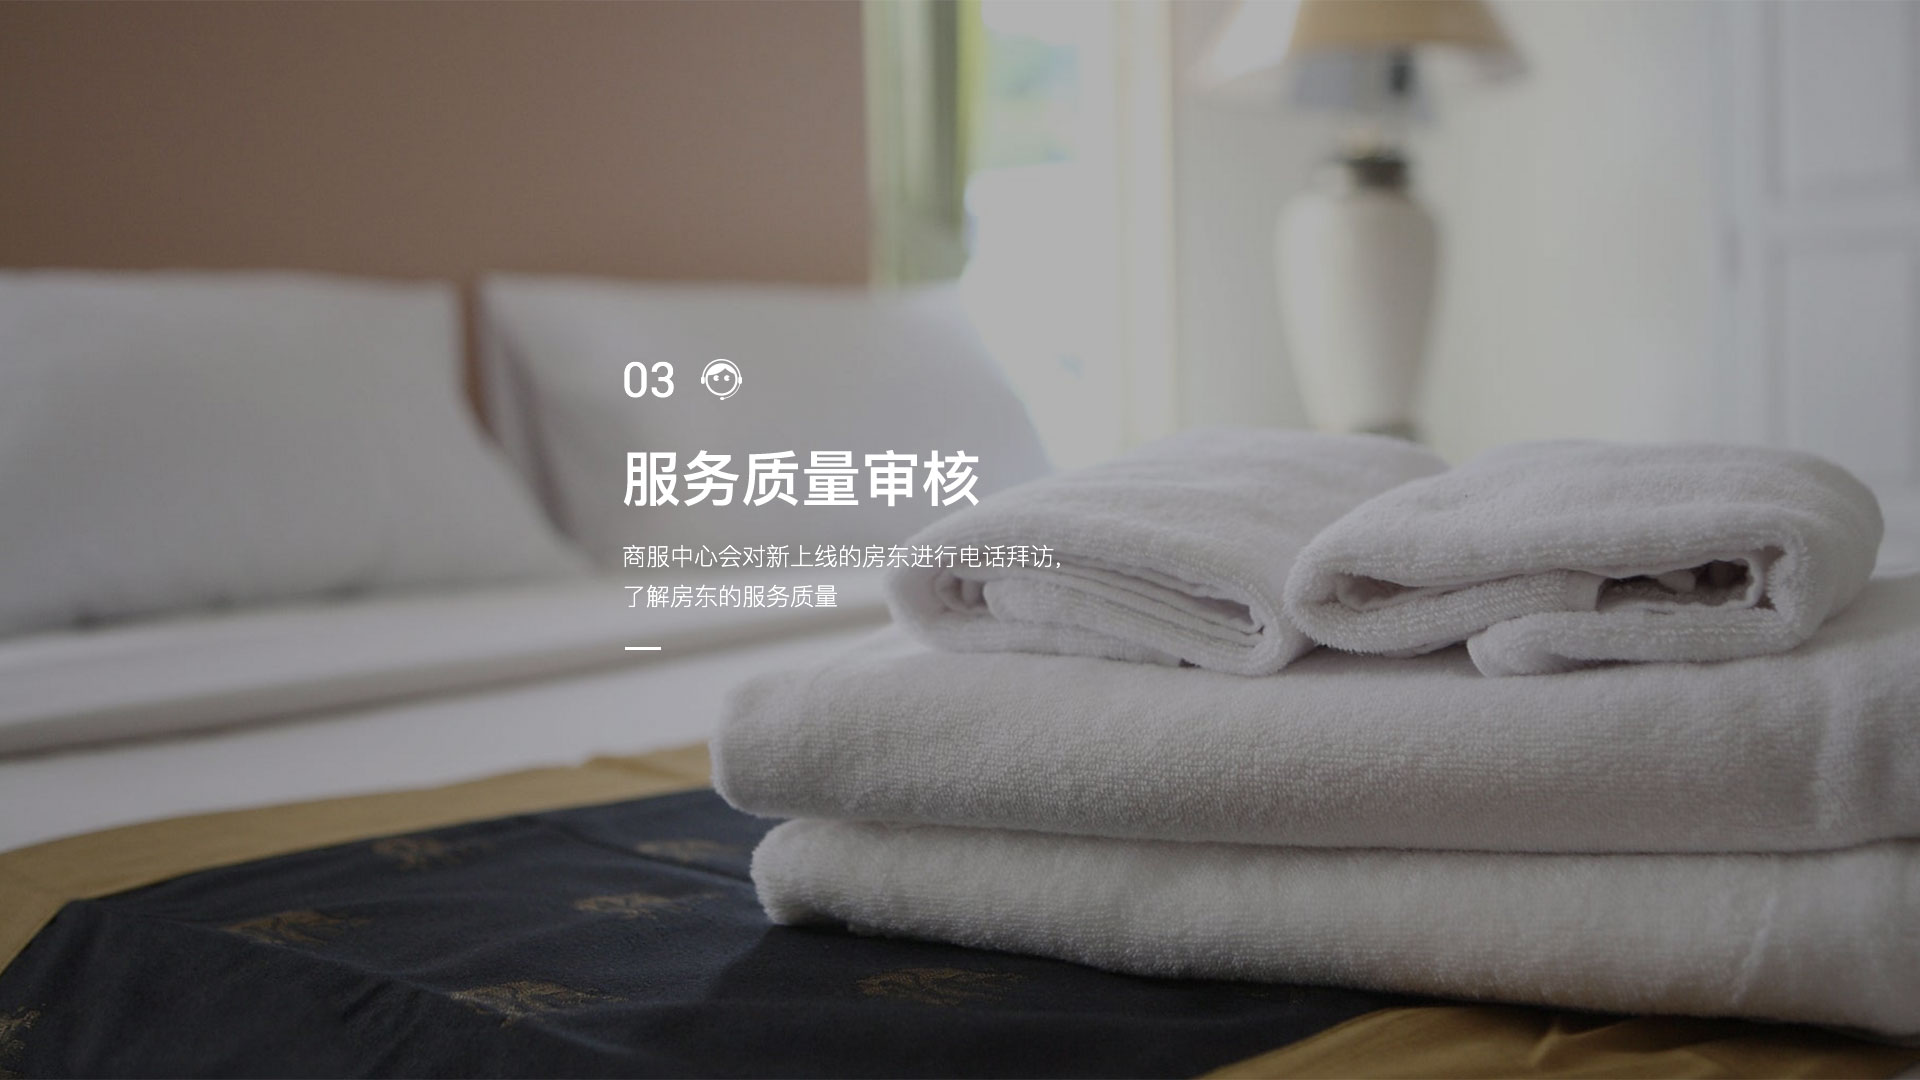 03
服务质量审核
商服中心会对新上线的房东进行电话拜访,
了解房东的服务质量